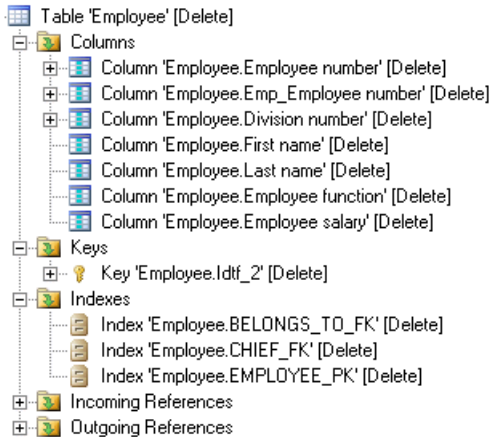 Table 'Employee' [Delete]
Columns
Column 'Employee.Employee number' [Delete]
Column 'Employee.Emp_Employee number' [Delete]
Column 'Employee.Division number' [Delete]
Column 'Employee.First name' [Delete]
Column 'Employee.Last name' [Delete]
Column 'Employee.Employee function' [Delete]
Column 'Employee.Employee salary' [Delete]
Keys
Key 'Employee.Idtf_2' [Delete]
Indexes
Index 'Employee.BELONGS_TO_FK' [Delete]
Index 'Employee.CHIEF_FK' [Delete]
Index 'Employee.EMPLOYEE_PK' [Delete]
Incoming References
Outgoing References